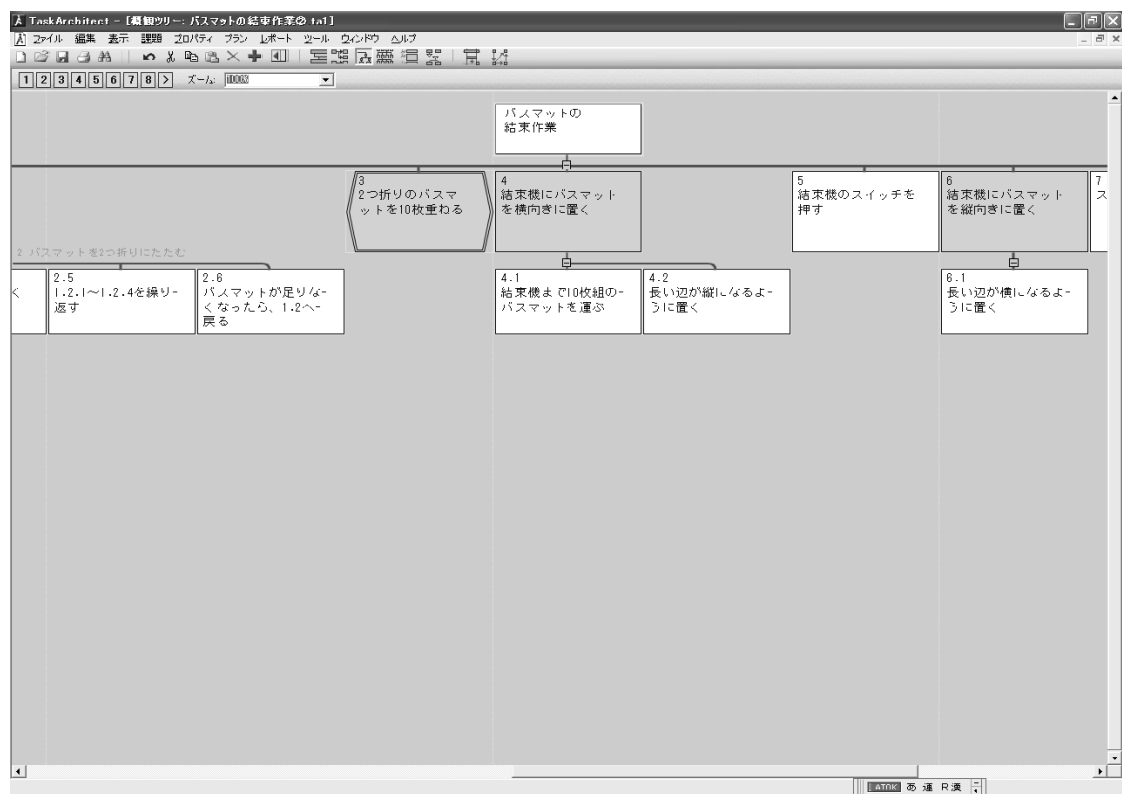 TaskArchitect - [概観ツリー: バスマットの結束作業② ta1]
ファイル 編集 表示 課題 プロパティ プラン レポート ツール ウィンドウ ヘルプ
1 2 3 4 5 6 7 8 > ズーム: 100%
バスマットの
結束作業
3
2つ折りのバスマ
ットを10枚重ねる
4
結束機にバスマット
を横向きに置く
5
結束機のスイッチを
押す
6
結束機にバスマット
を縦向きに置く
7
ス
2 バスマットを2つ折りにたたむ
く
2.5
1.2.1～1.2.4を繰り-
返す
2.6
バスマットが足りな-
くなったら、1.2へ-
戻る
4.1
結束機まで10枚組の-
バスマットを運ぶ
4.2
長い辺が縦になるよ-
うに置く
6.1
長い辺が横になるよ-
うに置く
ATOK あ 連 R漢